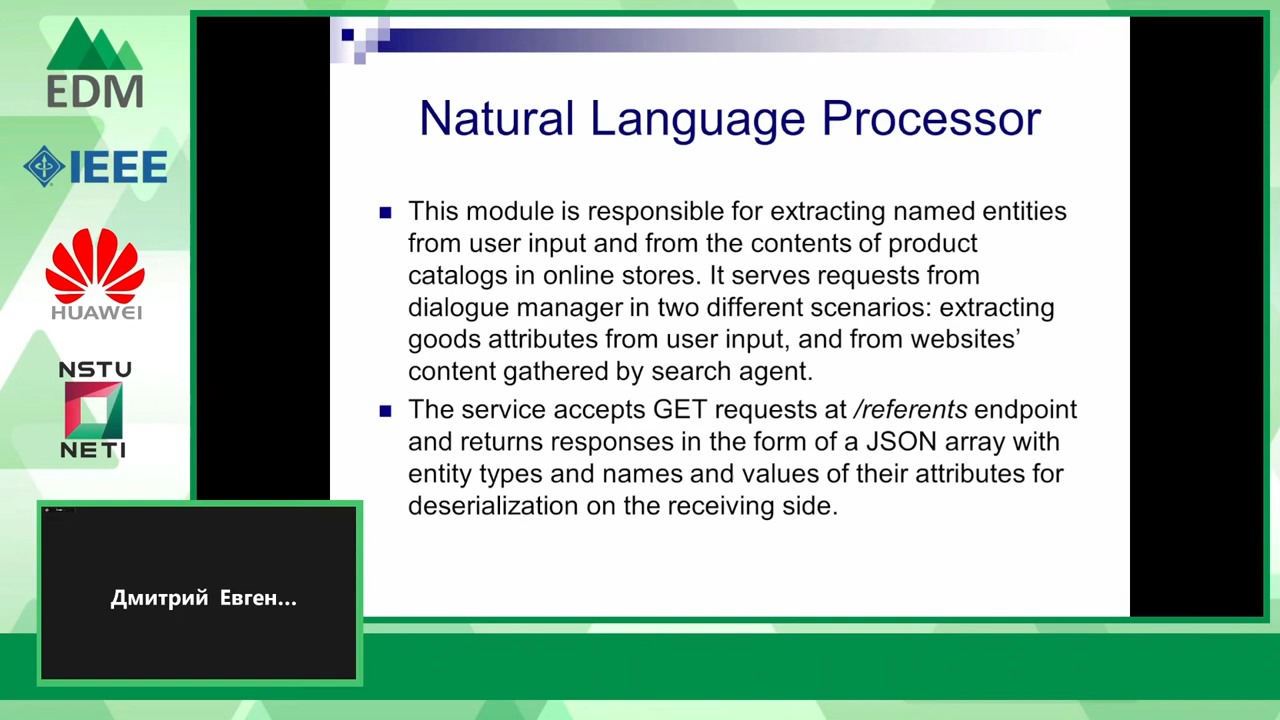 EDM
IEEE
HUAWEI
NSTU
NETI
Natural Language Processor
This module is responsible for extracting named entities
from user input and from the contents of product
catalogs in online stores. It serves requests from
dialogue manager in two different scenarios: extracting
goods attributes from user input, and from websites’
content gathered by search agent.
The service accepts GET requests at /referents endpoint
and returns responses in the form of a JSON array with
entity types and names and values of their attributes for
deserialization on the receiving side.
Дмитрий Евген...